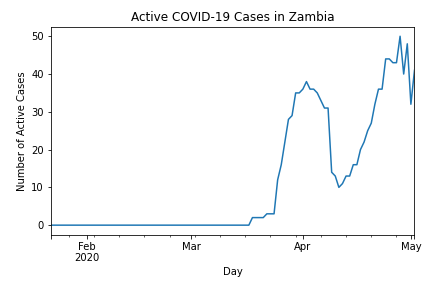 Active COVID-19 Cases in Zambia
Number of Active Cases
50
40
30
20
10
0
Feb
2020
Mar
Apr
May
Day